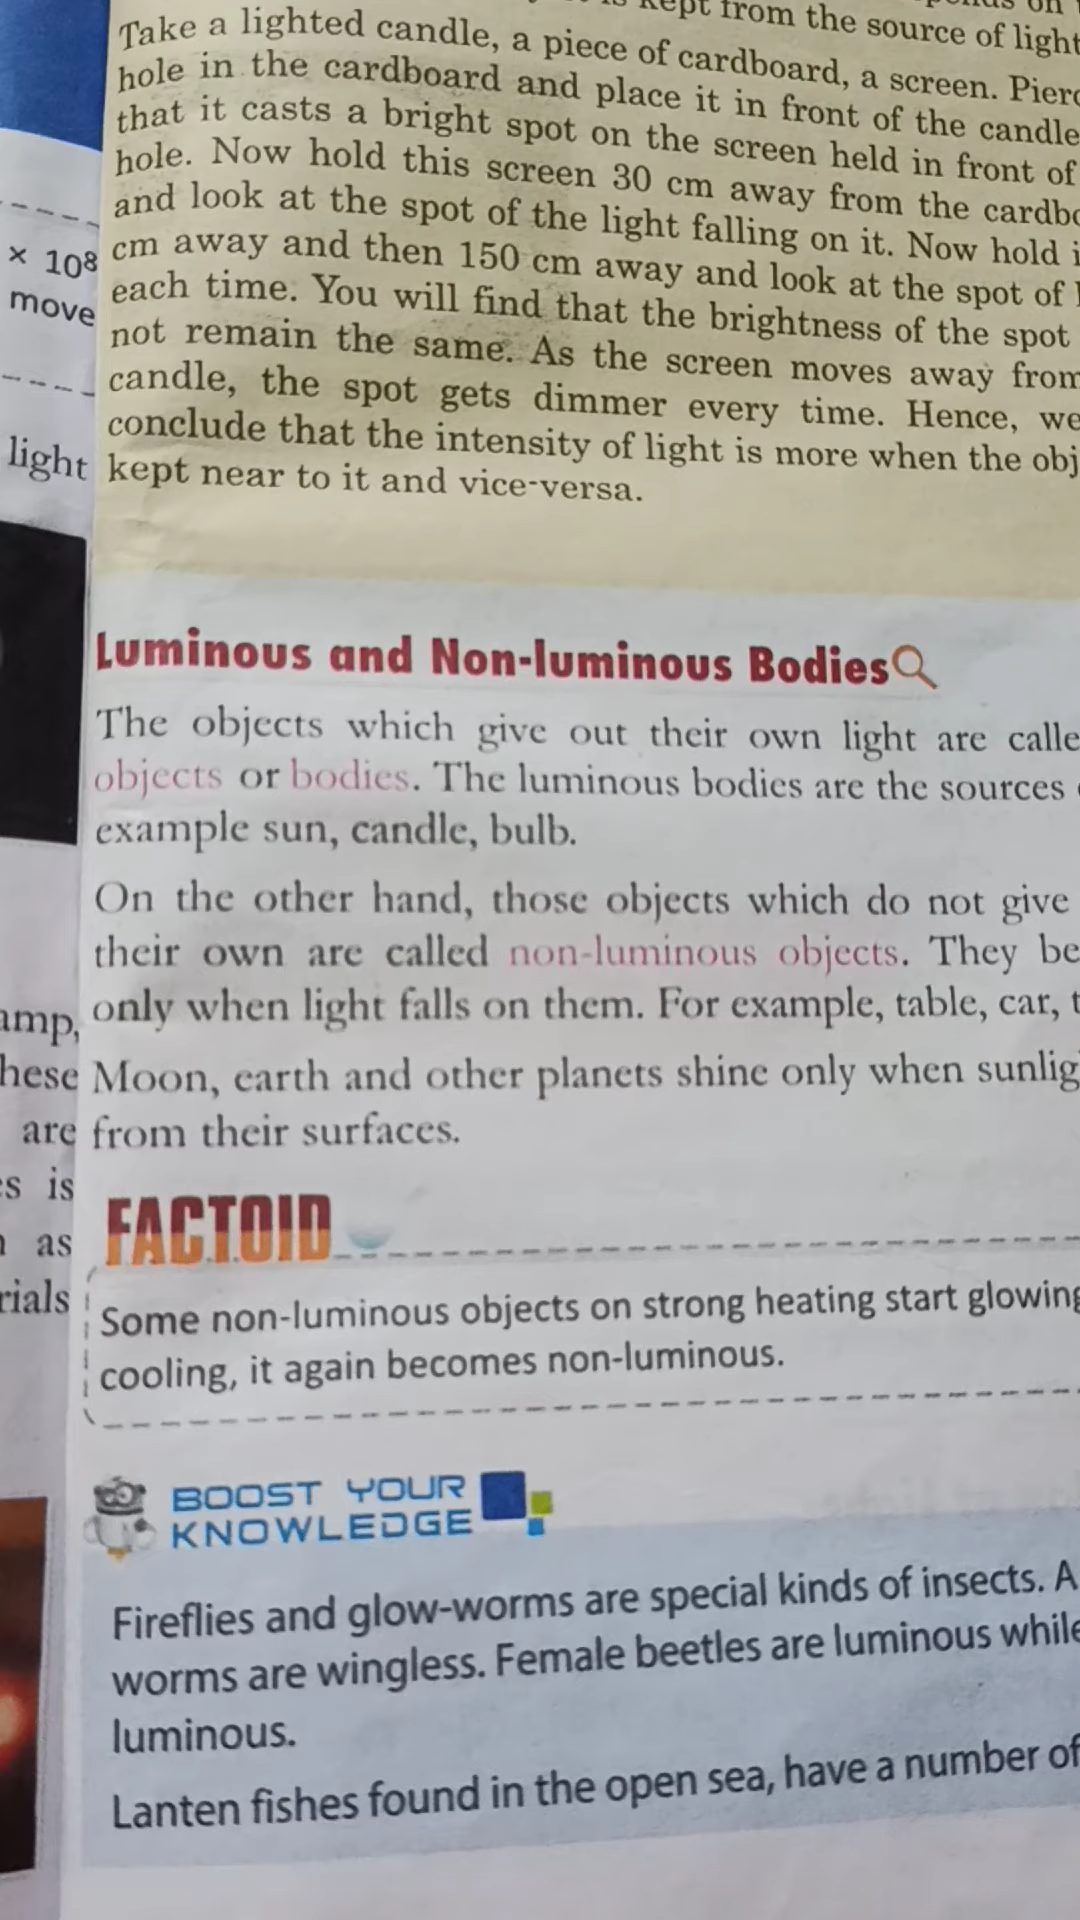 kept from the source of light
Take a lighted candle, a piece of cardboard, a screen. Pierc
hole in the cardboard and place it in front of the candle
that it casts a bright spot on the screen held in front of
hole. Now hold this screen 30 cm away from the cardbo
and look at the spot of the light falling on it. Now hold i
cm away and then 150 cm away and look at the spot of l
each time. You will find that the brightness of the spot
not remain the same. As the screen moves away from
candle, the spot gets dimmer every time. Hence, we
conclude that the intensity of light is more when the obj
kept near to it and vice-versa.
× 10⁸
move
light
amp,
hese
are
es is
as
rials
Luminous and Non-luminous Bodies
The objects which give out their own light are calle
objects or bodies. The luminous bodies are the sources
example sun, candle, bulb.
On the other hand, those objects which do not give
their own are called non-luminous objects. They be
only when light falls on them. For example, table, car, t
Moon, earth and other planets shine only when sunlig
from their surfaces.
FACTOID
Some non-luminous objects on strong heating start glowing
cooling, it again becomes non-luminous.
BOOST YOUR
KNOWLEDGE
Fireflies and glow-worms are special kinds of insects. A
worms are wingless. Female beetles are luminous while
luminous.
Lanten fishes found in the open sea, have a number of